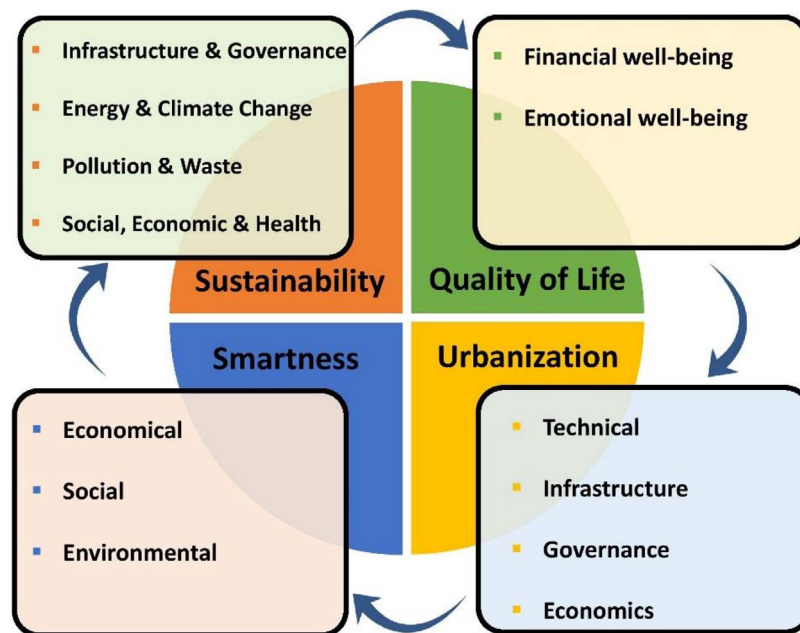 Infrastructure & Governance
Energy & Climate Change
Pollution & Waste
Social, Economic & Health
Financial well-being
Emotional well-being
Sustainability
Quality of Life
Smartness
Urbanization
Economical
Social
Environmental
Technical
Infrastructure
Governance
Economics